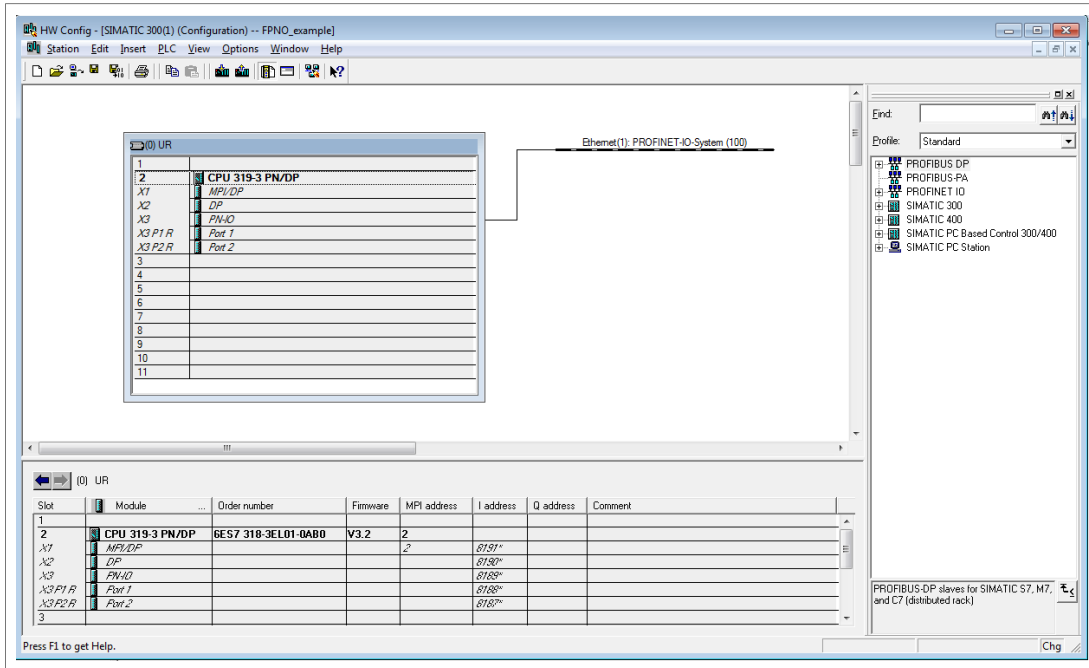 HW Config - [SIMATIC 300(1) (Configuration) -- FPNO_example]
Station Edit Insert PLC View Options Window Help
(0) UR
1
2 CPU 319-3 PN/DP
X1 MPI/DP
X2 DP
X3 PN-IO
X3 P1 R Port 1
X3 P2 R Port 2
3
4
5
6
7
8
9
10
11
Ethernet(1): PROFINET-IO-System (100)
Find:
Profile: Standard
PROFIBUS DP
PROFIBUS-PA
PROFINET IO
SIMATIC 300
SIMATIC 400
SIMATIC PC Based Control 300/400
SIMATIC PC Station
(0) UR
Slot Module ... Order number Firmware MPI address I address Q address Comment
1
2 CPU 319-3 PN/DP 6ES7 318-3EL01-0AB0 V3.2 2
X1 MPI/DP 2 8191*
X2 DP 8190*
X3 PN-IO 8189*
X3 P1 R Port 1 8188*
X3 P2 R Port 2 8187*
3
PROFIBUS-DP slaves for SIMATIC S7, M7, and C7 (distributed rack)
Press F1 to get Help.
Chg